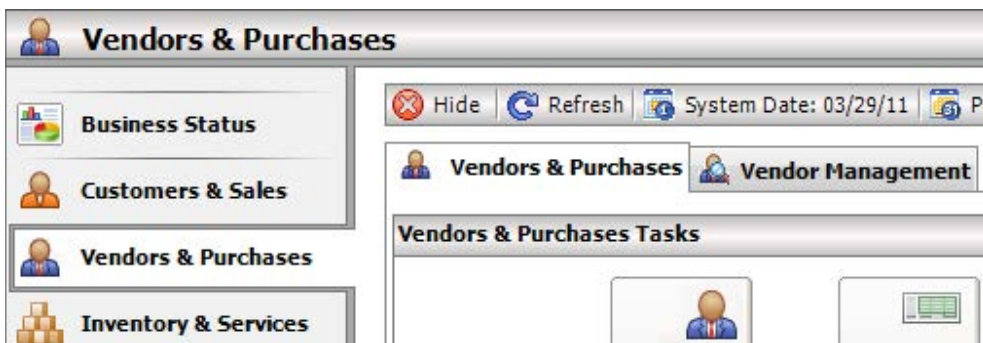 Vendors & Purchases
Business Status
Customers & Sales
Vendors & Purchases
Inventory & Services
Hide Refresh System Date: 03/29/11 P
Vendors & Purchases Vendor Management
Vendors & Purchases Tasks